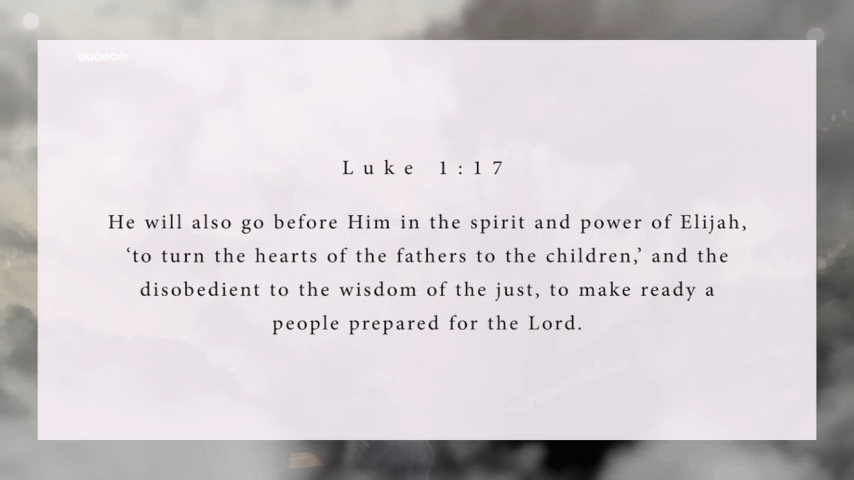 Luke 1:17
He will also go before Him in the spirit and power of Elijah,
‘to turn the hearts of the fathers to the children,’ and the
disobedient to the wisdom of the just, to make ready a
people prepared for the Lord.